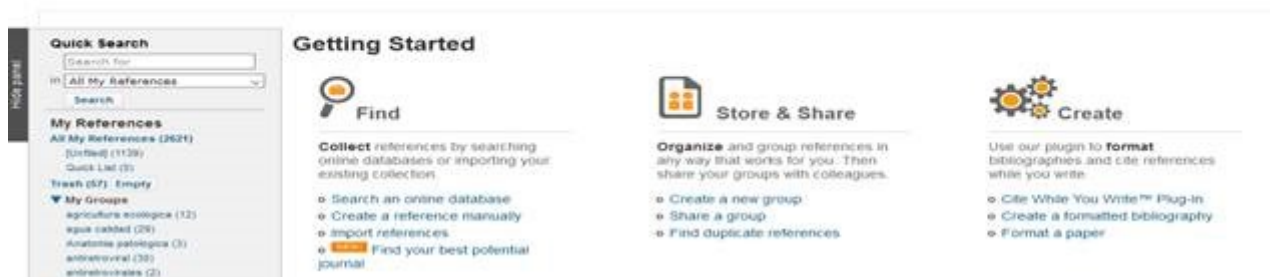 Hide panel
Quick Search
Search for
in All My References
Search
My References
All My References (2621)
[Unfiled] (1139)
Quick List (0)
Trash (57) Empty
My Groups
agricultura ecologica (12)
agua calidad (29)
Anatomia patologica (3)
antiretroviral (30)
antiretrovirales (2)
Getting Started
Find
Collect references by searching
online databases or importing your
existing collection.
Search an online database
Create a reference manually
Import references
Find your best potential
journal
Store & Share
Organize and group references in
any way that works for you. Then
share your groups with colleagues.
Create a new group
Share a group
Find duplicate references
Create
Use our plugin to format
bibliographies and cite references
while you write.
Cite While You Write™ Plug-In
Create a formatted bibliography
Format a paper